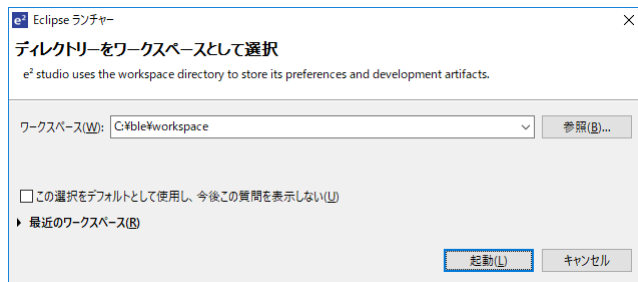 e² Eclipse ランチャー
ディレクトリーをワークスペースとして選択
e² studio uses the workspace directory to store its preferences and development artifacts.
ワークスペース(W): C:¥ble¥workspace 参照(B)...
この選択をデフォルトとして使用し、今後この質問を表示しない(U)
最近のワークスペース(R)
起動(L) キャンセル